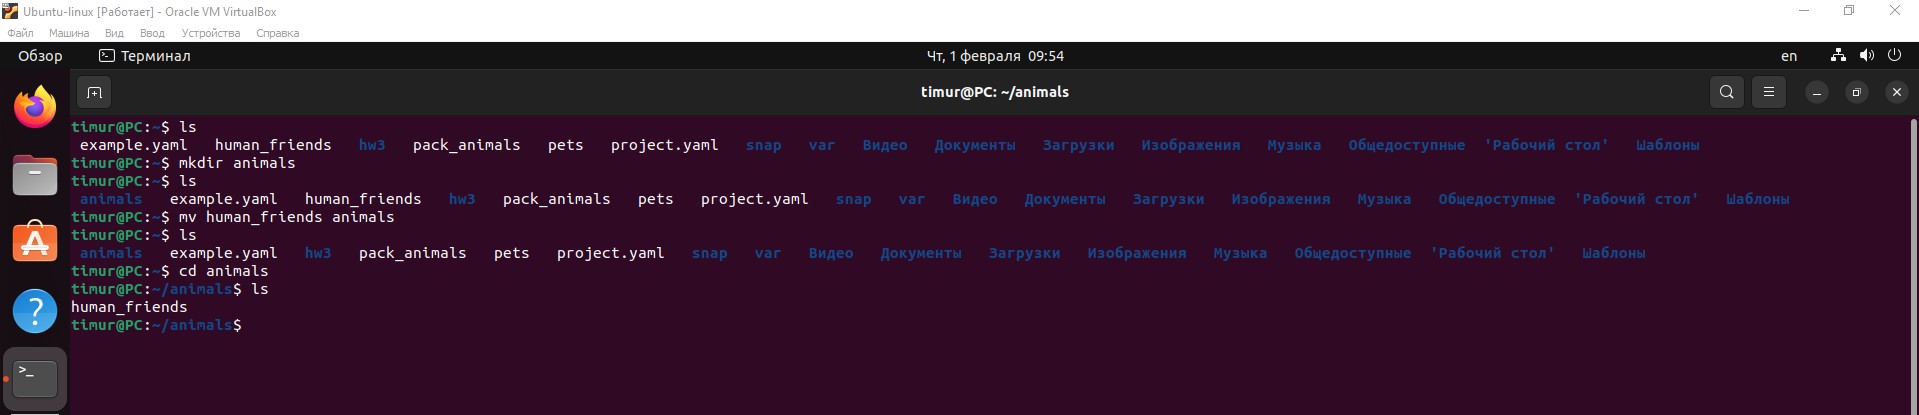 Ubuntu-linux [Работает] - Oracle VM VirtualBox
Файл Машина Вид Ввод Устройства Справка
Обзор Терминал Чт, 1 февраля 09:54 en
timur@PC: ~/animals
timur@PC:~$ ls
example.yaml human_friends hw3 pack_animals pets project.yaml snap var Видео Документы Загрузки Изображения Музыка Общедоступные 'Рабочий стол' Шаблоны
timur@PC:~$ mkdir animals
timur@PC:~$ ls
animals example.yaml human_friends hw3 pack_animals pets project.yaml snap var Видео Документы Загрузки Изображения Музыка Общедоступные 'Рабочий стол' Шаблоны
timur@PC:~$ mv human_friends animals
timur@PC:~$ ls
animals example.yaml hw3 pack_animals pets project.yaml snap var Видео Документы Загрузки Изображения Музыка Общедоступные 'Рабочий стол' Шаблоны
timur@PC:~$ cd animals
timur@PC:~/animals$ ls
human_friends
timur@PC:~/animals$